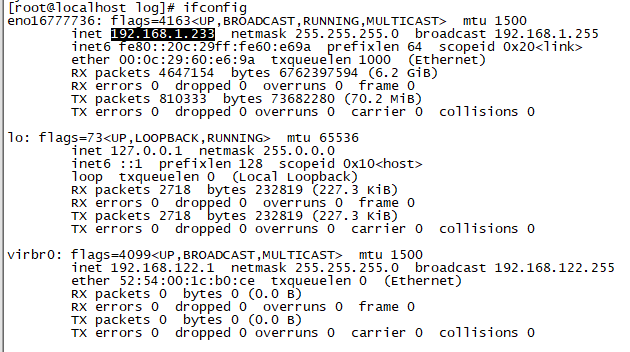 [root@localhost log]# ifconfig
eno16777736: flags=4163<UP,BROADCAST,RUNNING,MULTICAST>  mtu 1500
        inet 192.168.1.233  netmask 255.255.255.0  broadcast 192.168.1.255
        inet6 fe80::20c:29ff:fe60:e69a  prefixlen 64  scopeid 0x20<link>
        ether 00:0c:29:60:e6:9a  txqueuelen 1000  (Ethernet)
        RX packets 4647154  bytes 6762397594 (6.2 GiB)
        RX errors 0  dropped 0  overruns 0  frame 0
        TX packets 810333  bytes 73682280 (70.2 MiB)
        TX errors 0  dropped 0 overruns 0  carrier 0  collisions 0

lo: flags=73<UP,LOOPBACK,RUNNING>  mtu 65536
        inet 127.0.0.1  netmask 255.0.0.0
        inet6 ::1  prefixlen 128  scopeid 0x10<host>
        loop  txqueuelen 0  (Local Loopback)
        RX packets 2718  bytes 232819 (227.3 KiB)
        RX errors 0  dropped 0  overruns 0  frame 0
        TX packets 2718  bytes 232819 (227.3 KiB)
        TX errors 0  dropped 0 overruns 0  carrier 0  collisions 0

virbr0: flags=4099<UP,BROADCAST,MULTICAST>  mtu 1500
        inet 192.168.122.1  netmask 255.255.255.0  broadcast 192.168.122.255
        ether 52:54:00:1c:b0:ce  txqueuelen 0  (Ethernet)
        RX packets 0  bytes 0 (0.0 B)
        RX errors 0  dropped 0  overruns 0  frame 0
        TX packets 0  bytes 0 (0.0 B)
        TX errors 0  dropped 0 overruns 0  carrier 0  collisions 0